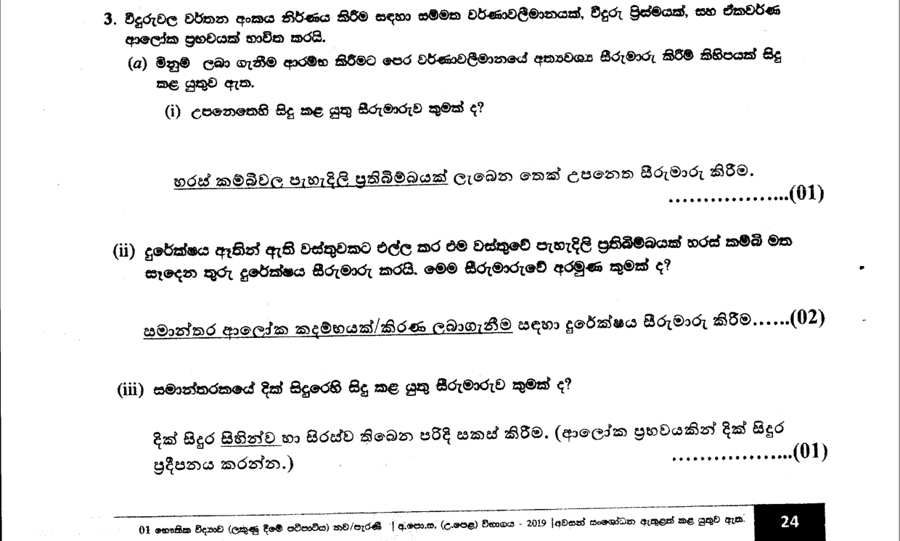 3. වීදුරුවල වර්තන අංකය නිර්ණය කිරීම සඳහා සම්මත වර්ණාවලිමානයක්, වීදුරු ප්‍රිස්මයක්, සහ ඒකවර්ණ
ආලෝක ප්‍රභවයක් භාවිත කරයි.
(a) මිනුම් ලබා ගැනීම ආරම්භ කිරීමට පෙර වර්ණාවලිමානයේ අත්‍යවශ්‍ය සීරුමාරු කිරීම් කිහිපයක් සිදු
කළ යුතුව ඇත.
(i) උපනෙතෙහි සිදු කළ යුතු සීරුමාරුව කුමක් ද?
හරස් කම්බිවල පැහැදිලි ප්‍රතිබිම්බයක් ලැබෙන තෙක් උපනෙත සීරුමාරු කිරීම.
..................(01)
(ii) දුරේක්ෂය ඈතින් ඇති වස්තුවකට එල්ල කර එම වස්තුවේ පැහැදිලි ප්‍රතිබිම්බයක් හරස් කම්බි මත
සෑදෙන තුරු දුරේක්ෂය සීරුමාරු කරයි. මෙම සීරුමාරුවේ අරමුණ කුමක් ද?
සමාන්තර ආලෝක කදම්භයක්/කිරණ ලබාගැනීම සඳහා දුරේක්ෂය සීරුමාරු කිරීම......(02)
(iii) සමාන්තරකයේ දික් සිදුරෙහි සිදු කළ යුතු සීරුමාරුව කුමක් ද?
දික් සිදුර සිහින්ව හා සිරස්ව තිබෙන පරිදි සකස් කිරීම. (ආලෝක ප්‍රභවයකින් දික් සිදුර
ප්‍රදීපනය කරන්න.)
..................(01)
01 භෞතික විද්‍යාව (ලකුණු දීමේ පටිපාටිය) නව/පැරණි | අ.පො.ස. (උ.පෙළ) විභාගය - 2019 |අවසන් සංශෝධන ඇතුළත් කළ යුතුව ඇත.
24